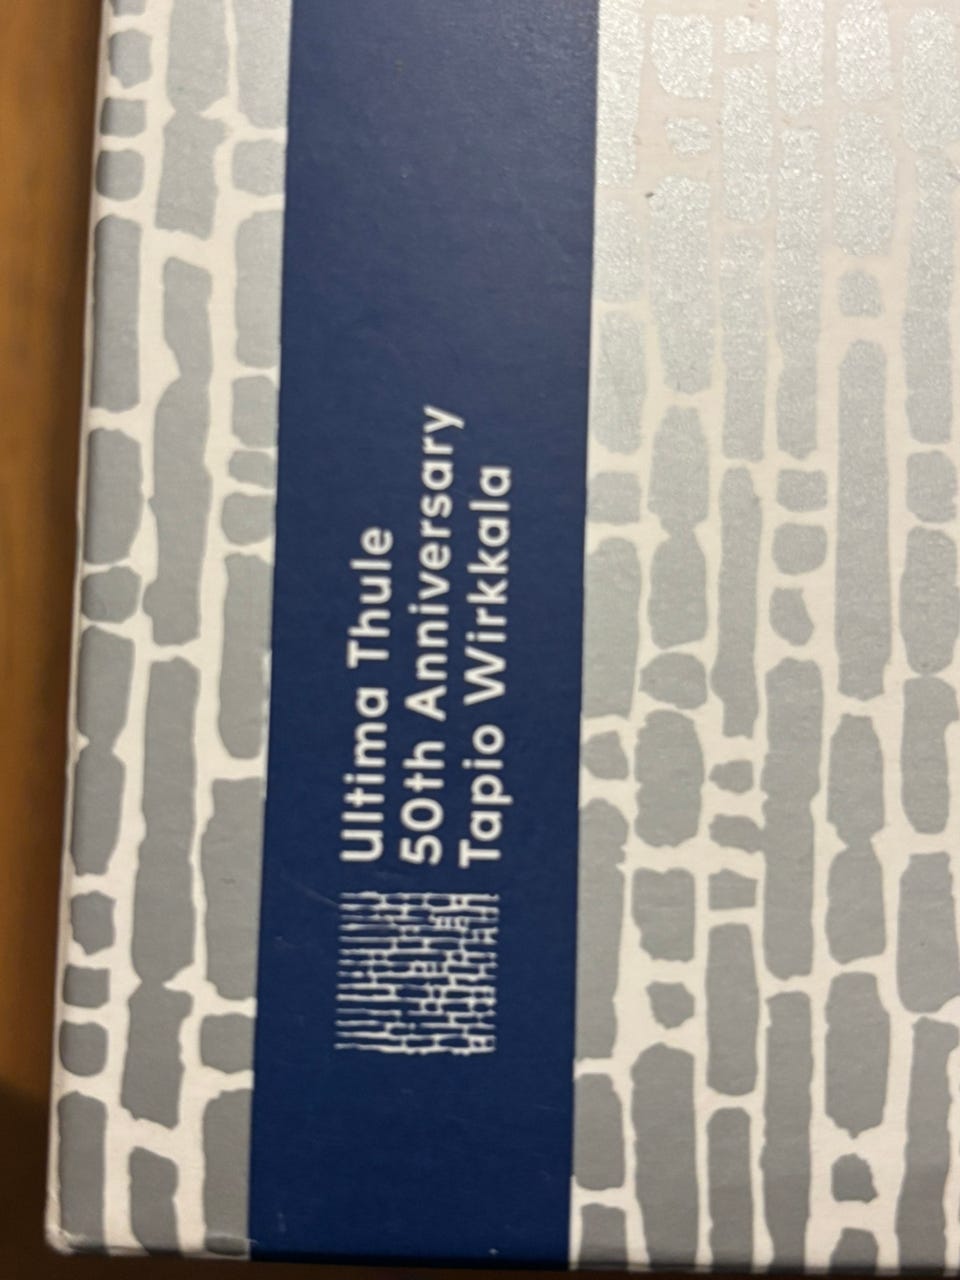 Ultima Thule
50th Anniversary
Tapio Wirkkala